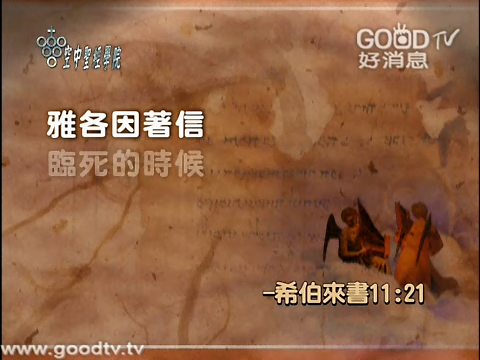 空中聖經學院
GOOD TV
好消息
雅各因著信
臨死的時候
-希伯來書11:21
www.goodtv.tv